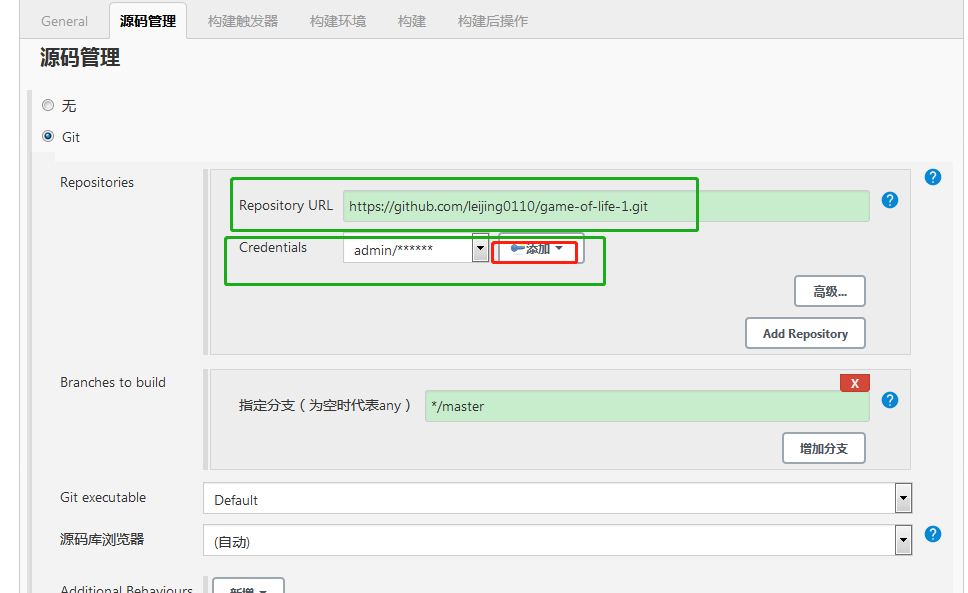 General 源码管理 构建触发器 构建环境 构建 构建后操作
源码管理
无
Git
Repositories
Repository URL https://github.com/leijing0110/game-of-life-1.git
Credentials admin/****** 添加
高级...
Add Repository
Branches to build
X
指定分支（为空时代表any） */master
增加分支
Git executable Default
源码库浏览器 (自动)
Additional Behaviours 新增